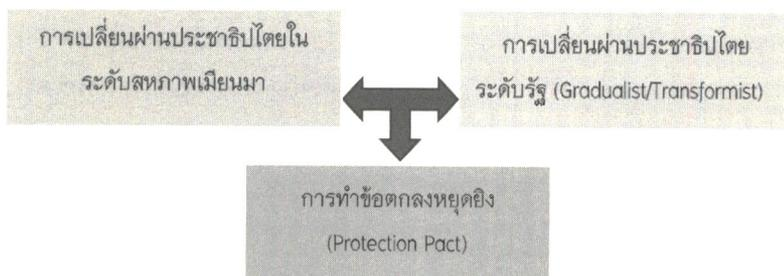 การเปลี่ยนผ่านประชาธิปไตยใน
ระดับสหภาพเมียนมา
การเปลี่ยนผ่านประชาธิปไตย
ระดับรัฐ (Gradualist/Transformist)
การทำข้อตกลงหยุดยิง
(Protection Pact)